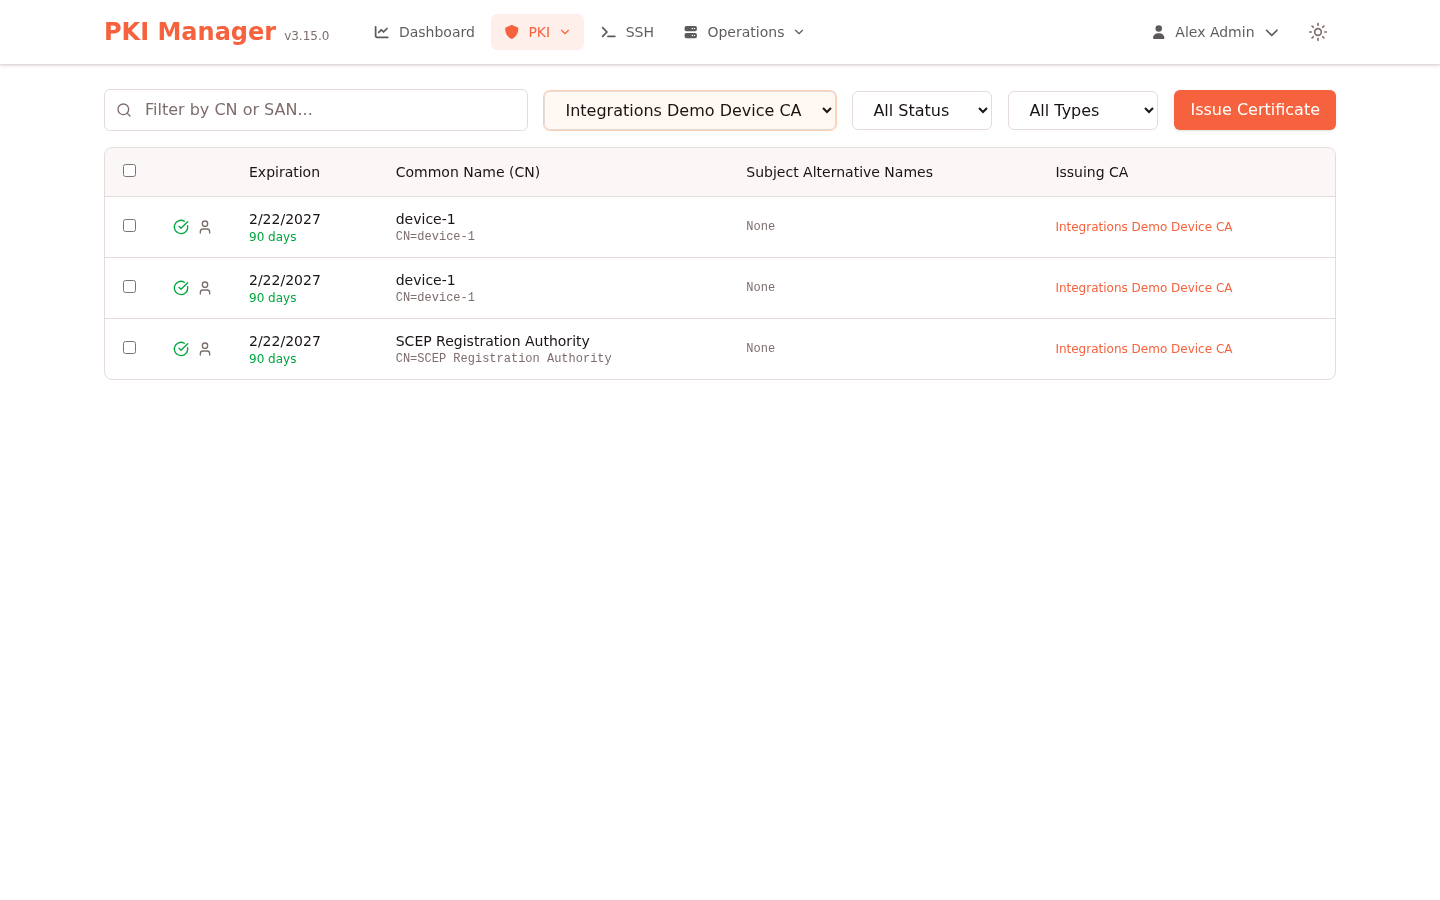 PKI Manager v3.15.0 Dashboard PKI SSH Operations Alex Admin
Filter by CN or SAN... Integrations Demo Device CA All Status All Types Issue Certificate
Expiration Common Name (CN) Subject Alternative Names Issuing CA
2/22/2027 device-1
90 days CN=device-1 None Integrations Demo Device CA
2/22/2027 device-1
90 days CN=device-1 None Integrations Demo Device CA
2/22/2027 SCEP Registration Authority
90 days CN=SCEP Registration Authority None Integrations Demo Device CA